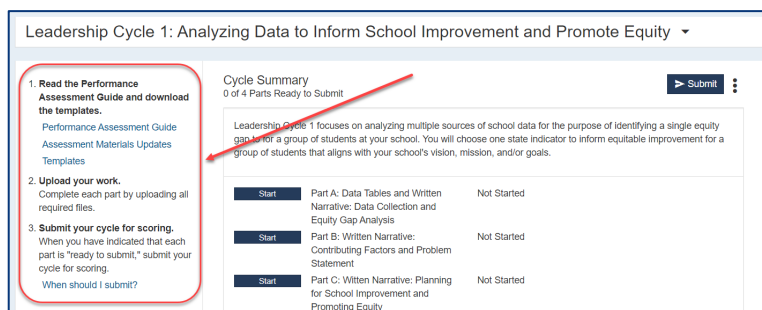 Leadership Cycle 1: Analyzing Data to Inform School Improvement and Promote Equity
1. Read the Performance
Assessment Guide and download
the templates.
Performance Assessment Guide
Assessment Materials Updates
Templates
2. Upload your work.
Complete each part by uploading all
required files.
3. Submit your cycle for scoring.
When you have indicated that each
part is "ready to submit," submit your
cycle for scoring.
When should I submit?
Cycle Summary
0 of 4 Parts Ready to Submit
Submit
Leadership Cycle 1 focuses on analyzing multiple sources of school data for the purpose of identifying a single equity
gap to for a group of students at your school. You will choose one state indicator to inform equitable improvement for a
group of students that aligns with your school's vision, mission, and/or goals.
Start Part A: Data Tables and Written Not Started
Narrative: Data Collection and
Equity Gap Analysis
Start Part B: Written Narrative: Not Started
Contributing Factors and Problem
Statement
Start Part C: Witten Narrative: Planning Not Started
for School Improvement and
Promoting Equity